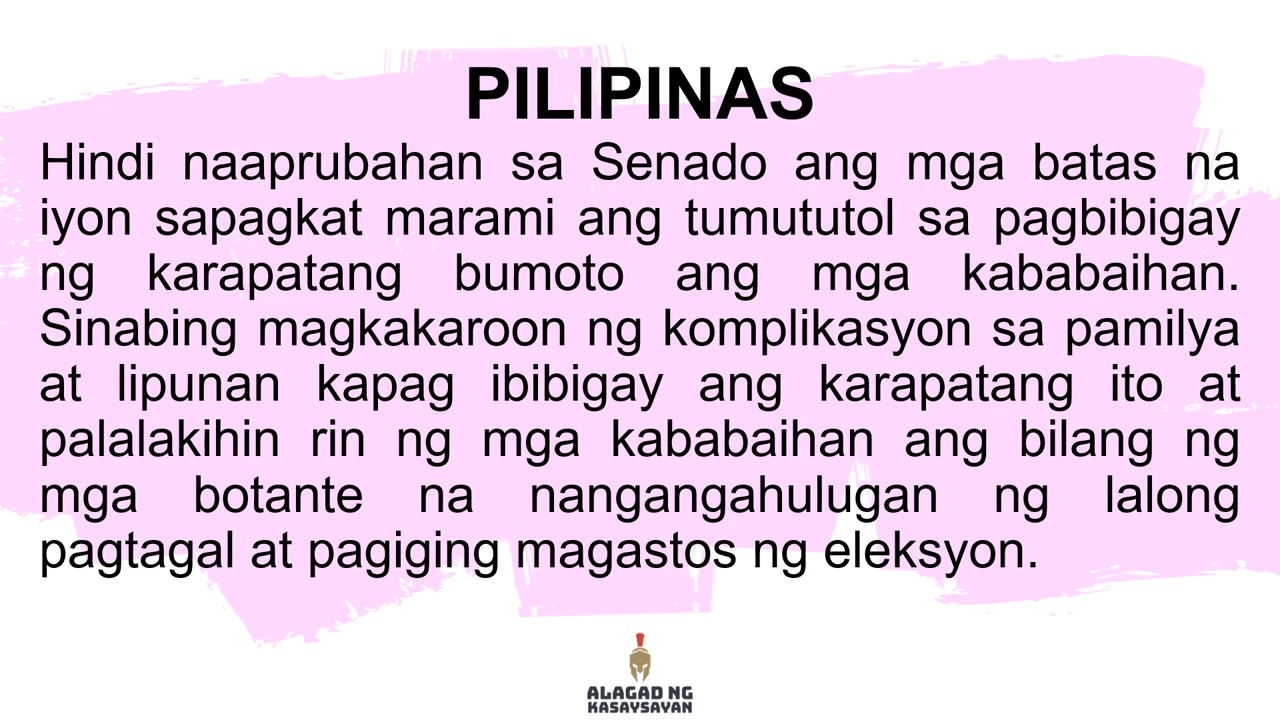 PILIPINAS
Hindi naaprubahan sa Senado ang mga batas na
iyon sapagkat marami ang tumututol sa pagbibigay
ng karapatang bumoto ang mga kababaihan.
Sinabing magkakaroon ng komplikasyon sa pamilya
at lipunan kapag ibibigay ang karapatang ito at
palalakihin rin ng mga kababaihan ang bilang ng
mga botante na nangangahulugan ng lalong
pagtagal at pagiging magastos ng eleksyon.
ALAGAD NG
KASAYSAYAN